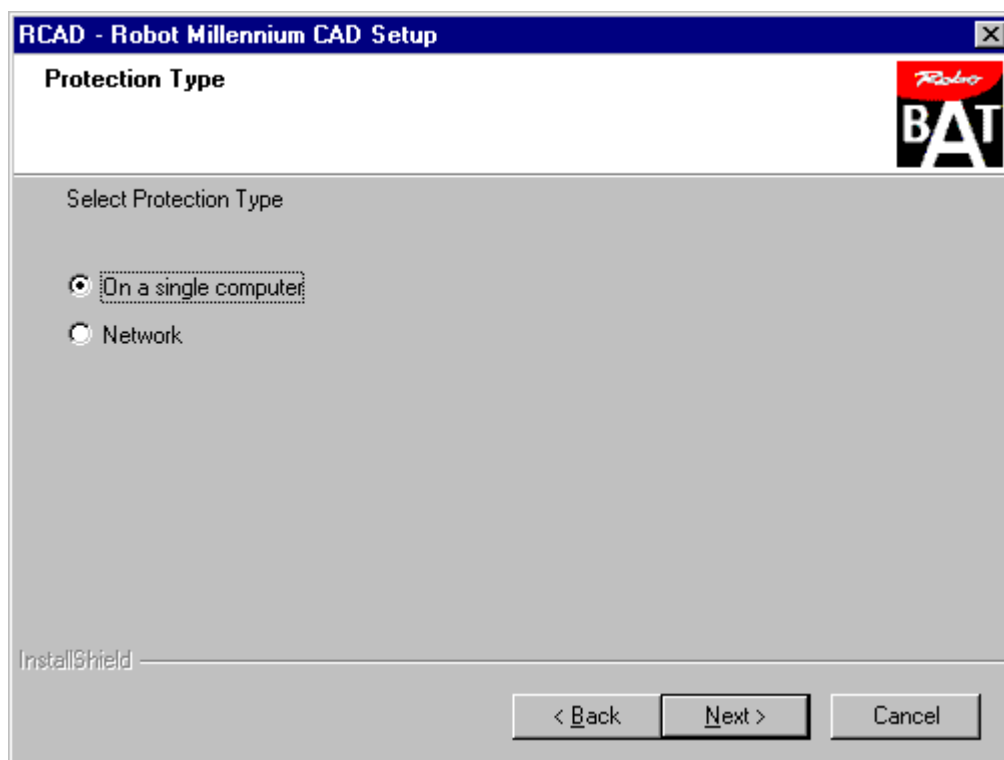 RCAD - Robot Millennium CAD Setup
Protection Type
Robo
BAT
Select Protection Type
On a single computer
Network
InstallShield
< Back
Next >
Cancel